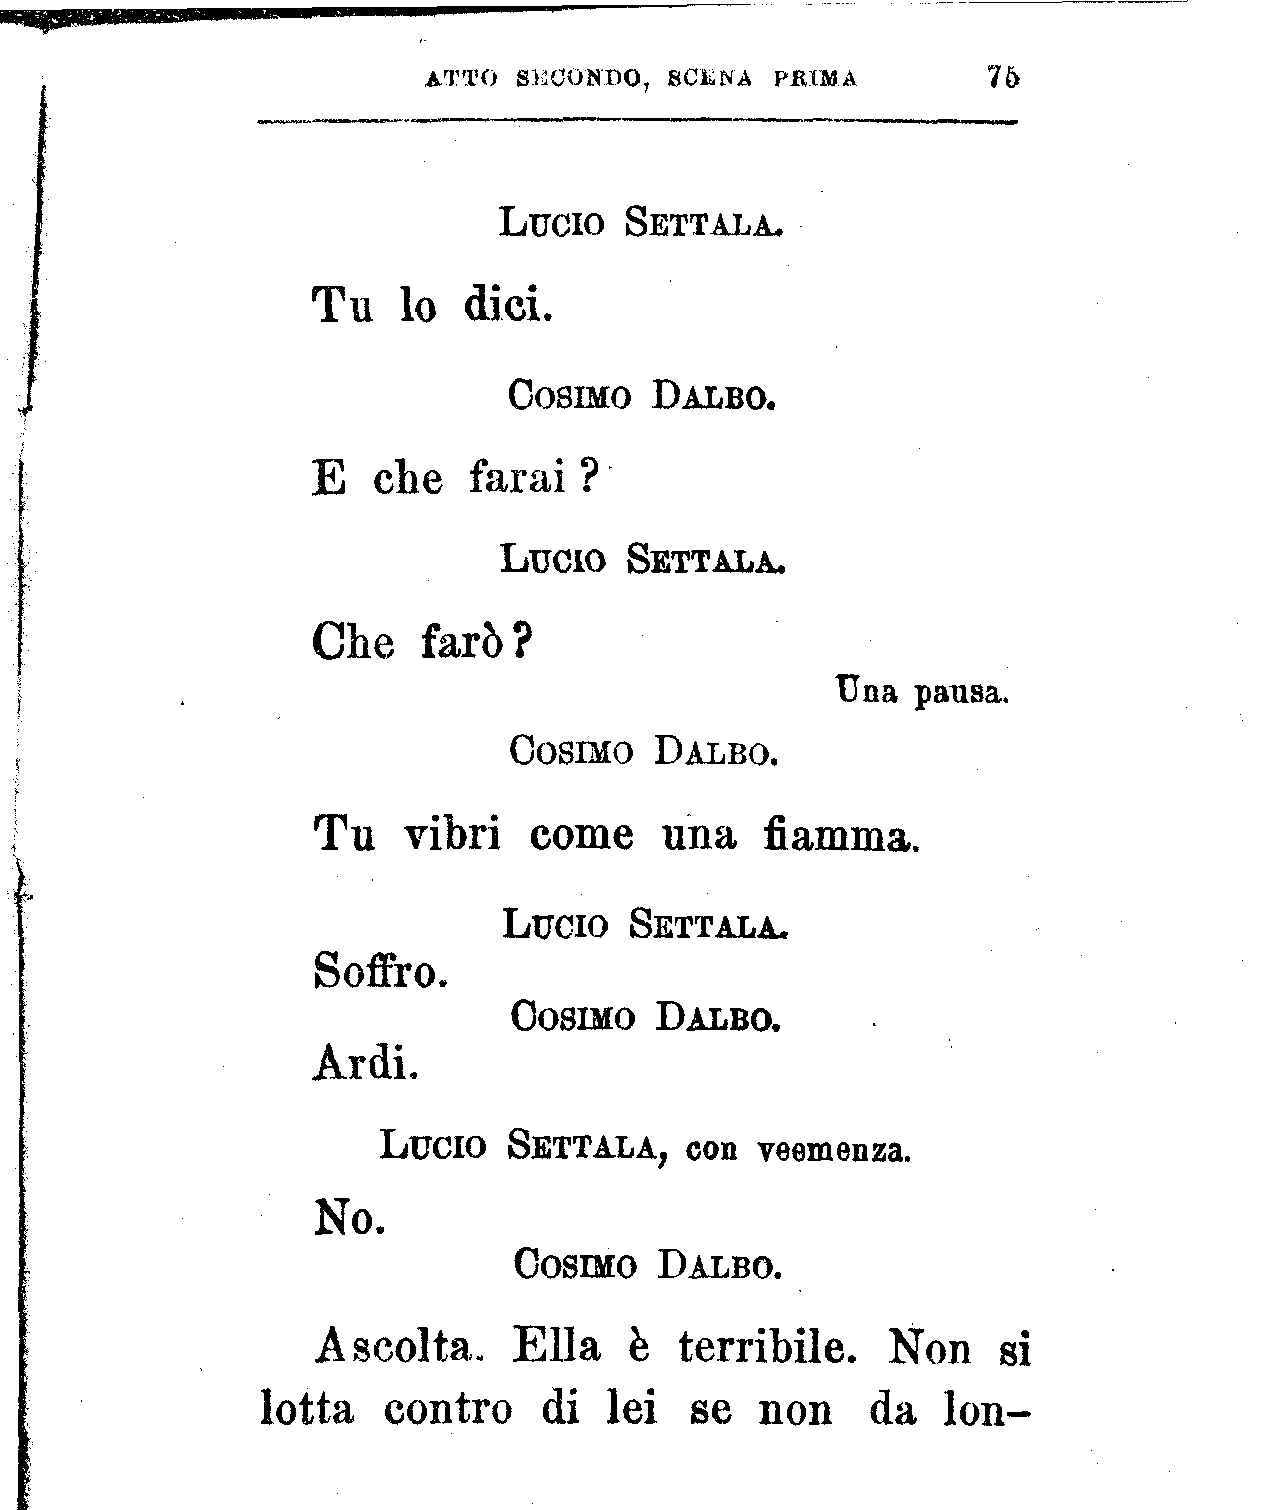 ATTO SECONDO, SCENA PRIMA 75
LUCIO SETTALA.
Tu lo dici.
COSIMO DALBO.
E che farai?
LUCIO SETTALA.
Che farò?
Una pausa.
COSIMO DALBO.
Tu vibri come una fiamma.
LUCIO SETTALA.
Soffro.
COSIMO DALBO.
Ardi.
LUCIO SETTALA, con veemenza.
No.
COSIMO DALBO.
Ascolta. Ella è terribile. Non si
lotta contro di lei se non da lon-